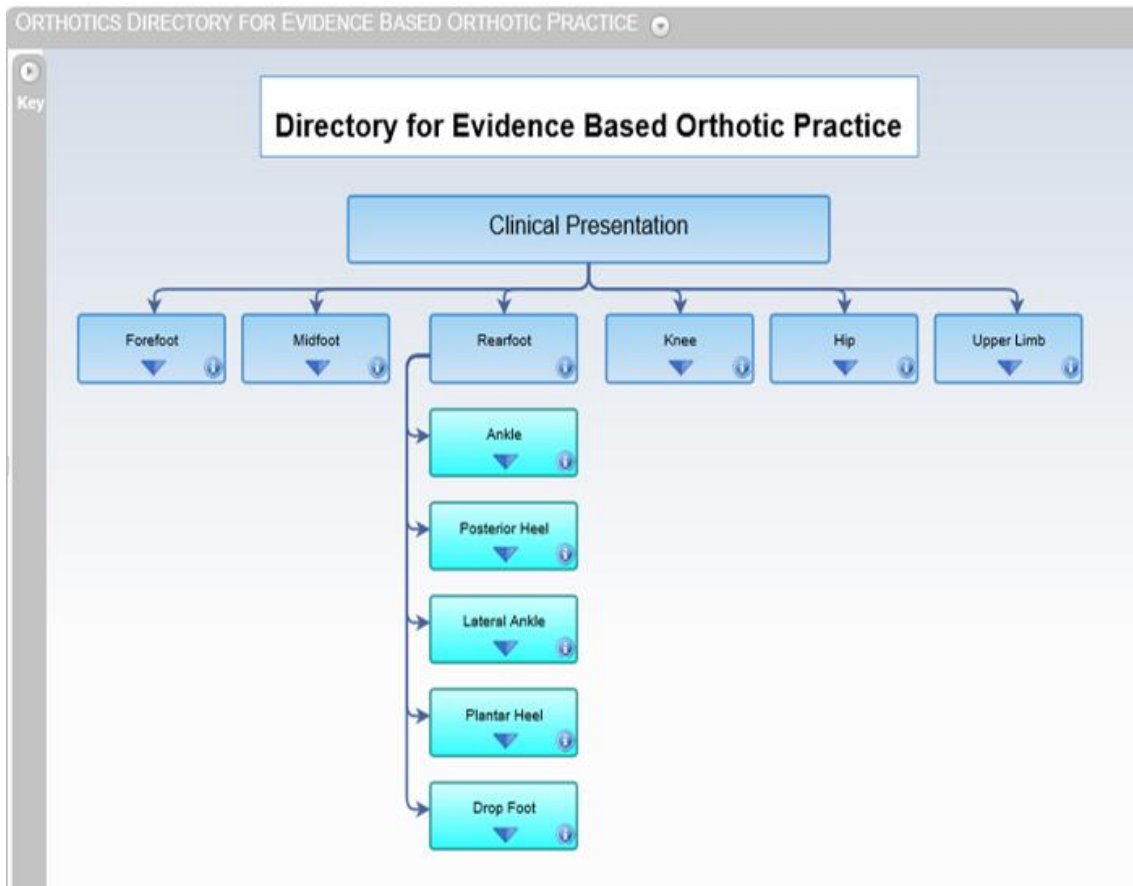 ORTHOTICS DIRECTORY FOR EVIDENCE BASED ORTHOTIC PRACTICE
Key
Directory for Evidence Based Orthotic Practice
Clinical Presentation
Forefoot
Midfoot
Rearfoot
Knee
Hip
Upper Limb
Ankle
Posterior Heel
Lateral Ankle
Plantar Heel
Drop Foot